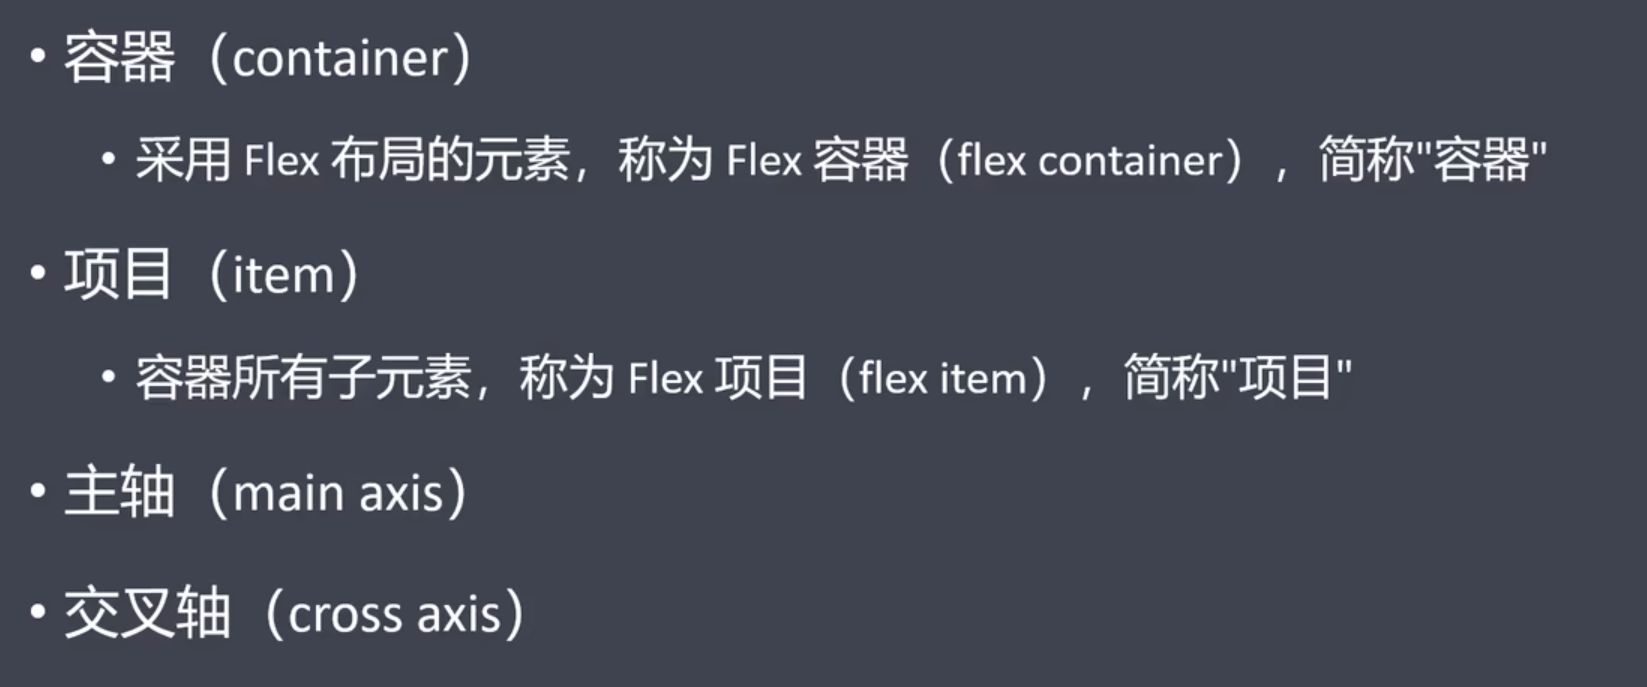 • 容器（container）
• 采用 Flex 布局的元素，称为 Flex 容器（flex container），简称"容器"
• 项目（item）
• 容器所有子元素，称为 Flex 项目（flex item），简称"项目"
• 主轴（main axis）
• 交叉轴（cross axis）